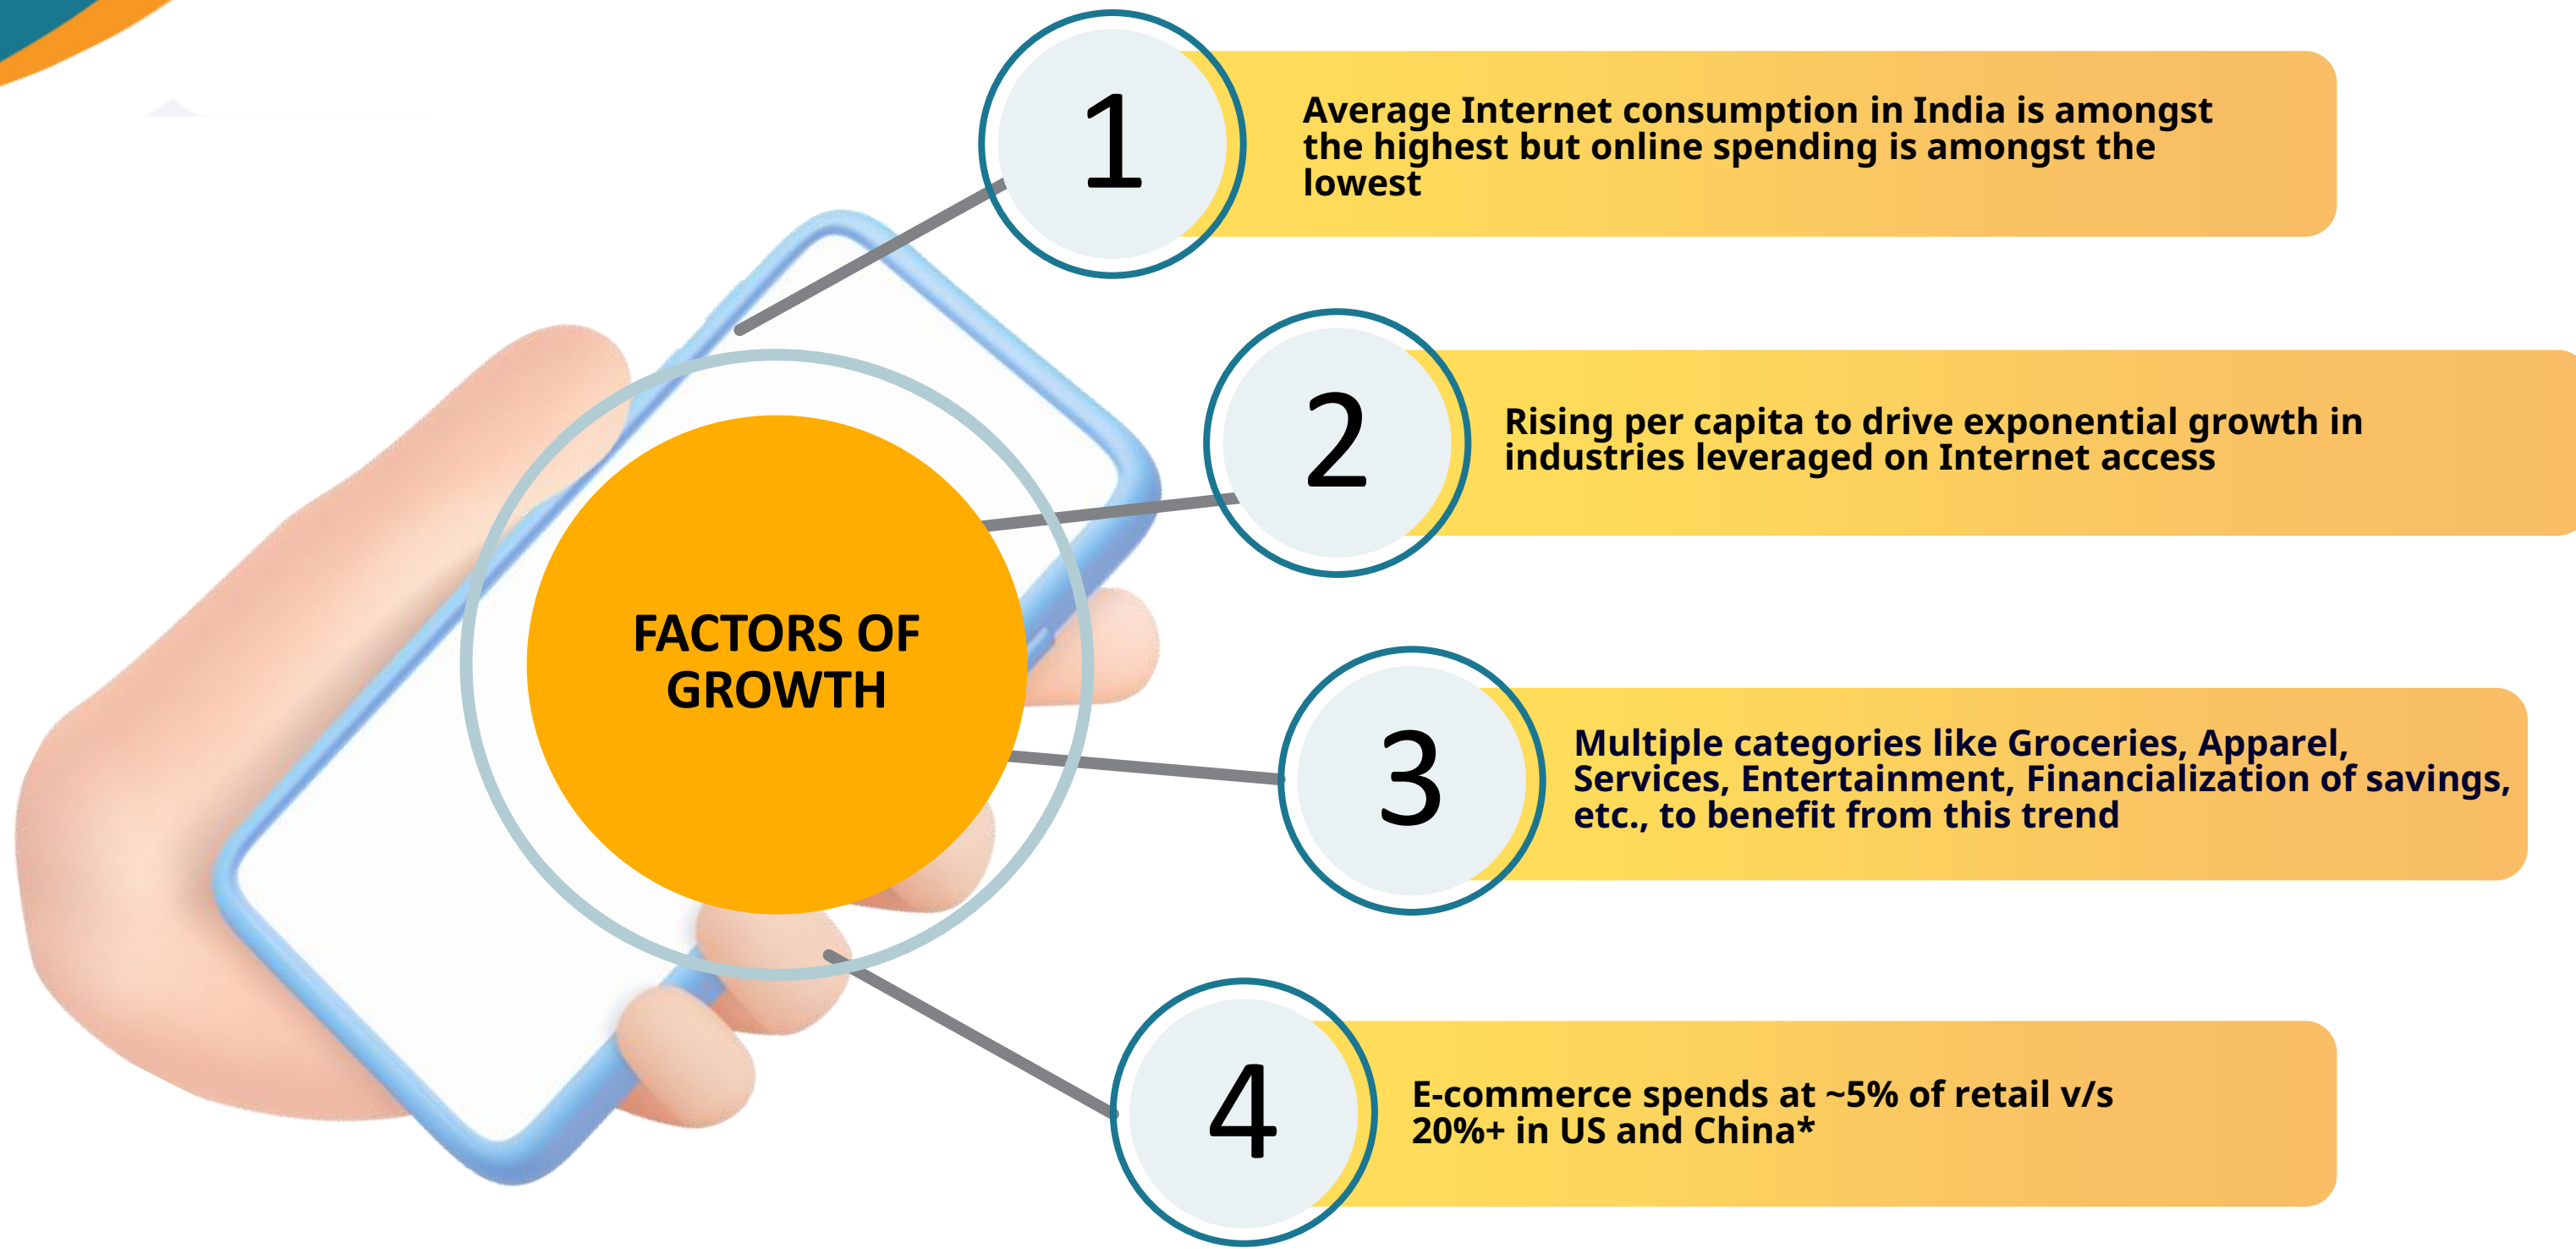 1
Average Internet consumption in India is amongst
the highest but online spending is amongst the
lowest
2
Rising per capita to drive exponential growth in
industries leveraged on Internet access
FACTORS OF
GROWTH
3
Multiple categories like Groceries, Apparel,
Services, Entertainment, Financialization of savings,
etc., to benefit from this trend
4
E-commerce spends at ~5% of retail v/s
20%+ in US and China*